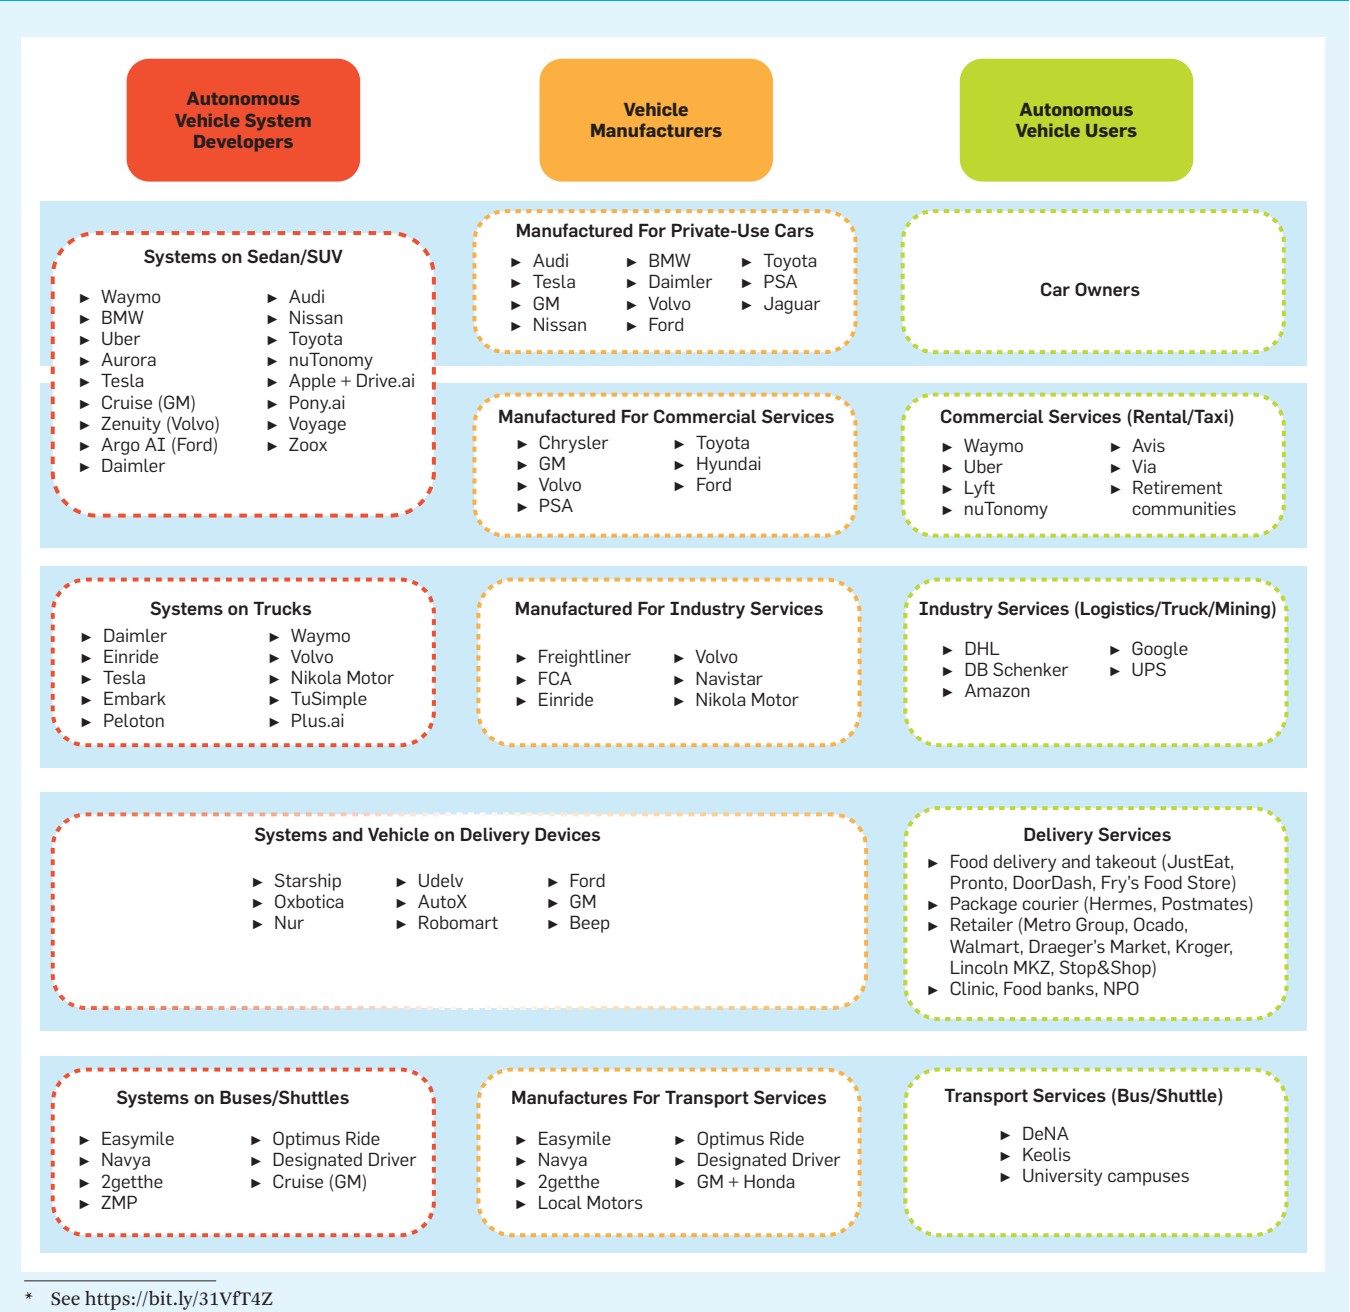 Autonomous
Vehicle System
Developers
Vehicle
Manufacturers
Autonomous
Vehicle Users
Systems on Sedan/SUV
► Waymo
► BMW
► Uber
► Aurora
► Tesla
► Cruise (GM)
► Zenuity (Volvo)
► Argo AI (Ford)
► Daimler
► Audi
► Nissan
► Toyota
► nuTonomy
► Apple + Drive.ai
► Pony.ai
► Voyage
► Zoox
Manufactured For Private-Use Cars
► Audi
► Tesla
► GM
► Nissan
► BMW
► Daimler
► Volvo
► Ford
► Toyota
► PSA
► Jaguar
Car Owners
Manufactured For Commercial Services
► Chrysler
► GM
► Volvo
► PSA
► Toyota
► Hyundai
► Ford
Commercial Services (Rental/Taxi)
► Waymo
► Uber
► Lyft
► nuTonomy
► Avis
► Via
► Retirement
communities
Systems on Trucks
► Daimler
► Einride
► Tesla
► Embark
► Peloton
► Waymo
► Volvo
► Nikola Motor
► TuSimple
► Plus.ai
Manufactured For Industry Services
► Freightliner
► FCA
► Einride
► Volvo
► Navistar
► Nikola Motor
Industry Services (Logistics/Truck/Mining)
► DHL
► DB Schenker
► Amazon
► Google
► UPS
Systems and Vehicle on Delivery Devices
► Starship
► Oxbotica
► Nur
► Udelv
► AutoX
► Robomart
► Ford
► GM
► Beep
Delivery Services
► Food delivery and takeout (JustEat,
Pronto, DoorDash, Fry's Food Store)
► Package courier (Hermes, Postmates)
► Retailer (Metro Group, Ocado,
Walmart, Draeger's Market, Kroger,
Lincoln MKZ, Stop&Shop)
► Clinic, Food banks, NPO
Systems on Buses/Shuttles
► Easymile
► Navya
► 2getthe
► ZMP
► Optimus Ride
► Designated Driver
► Cruise (GM)
Manufactures For Transport Services
► Easymile
► Navya
► 2getthe
► Local Motors
► Optimus Ride
► Designated Driver
► GM + Honda
Transport Services (Bus/Shuttle)
► DeNA
► Keolis
► University campuses
* See https://bit.ly/31VfT4Z